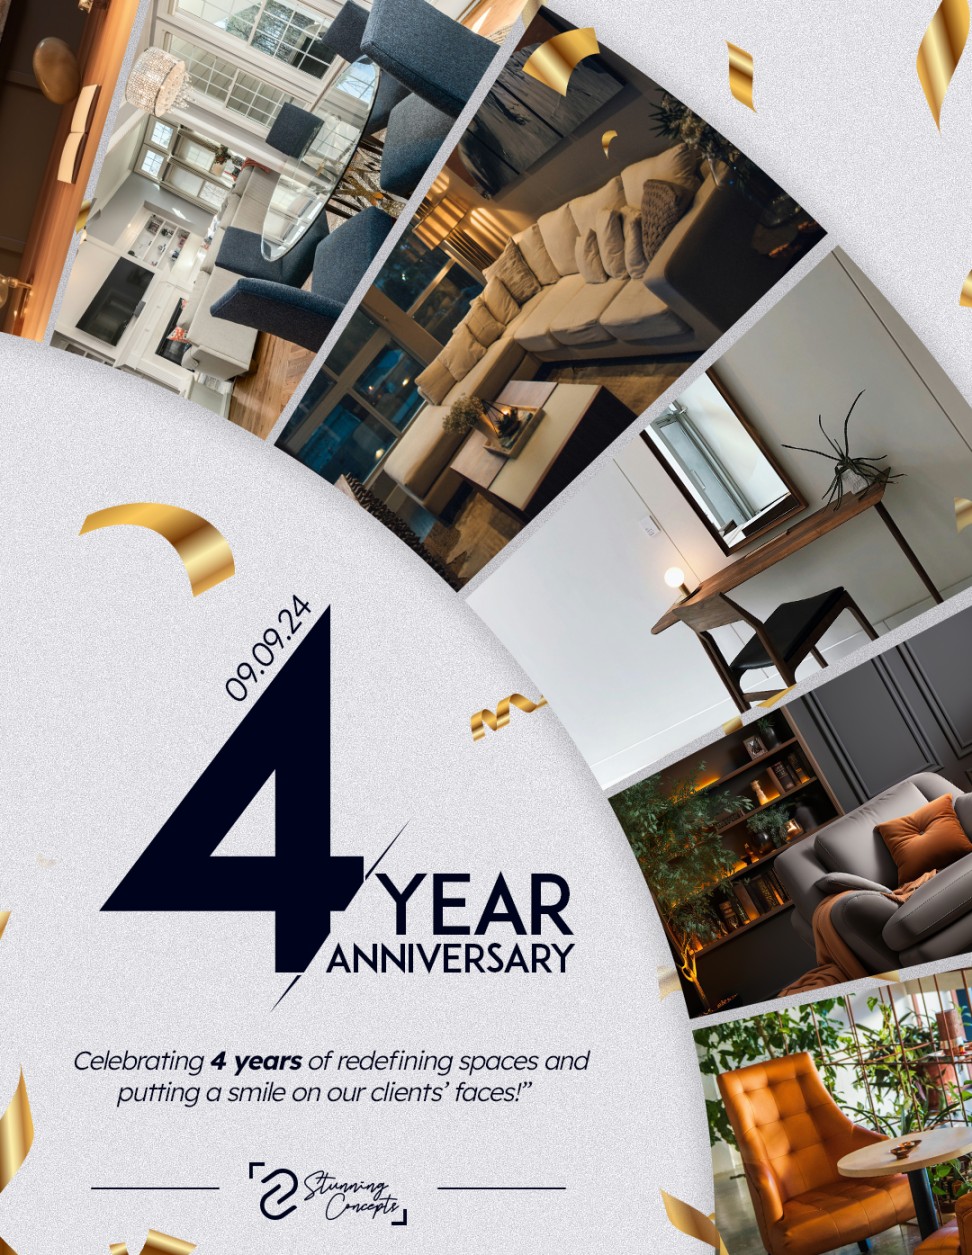 09.09.24
4 YEAR
ANNIVERSARY
Celebrating 4 years of redefining spaces and
putting a smile on our clients’ faces!”
Stunning
Concepts